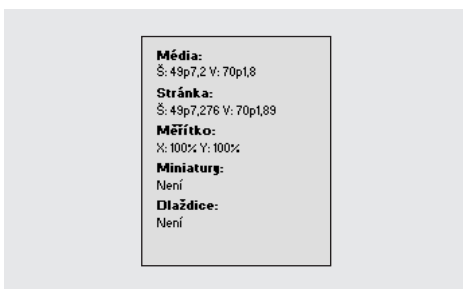 Média:
Š: 49p7,2 V: 70p1,8
Stránka:
Š: 49p7,276 V: 70p1,89
Měřítko:
X: 100% Y: 100%
Miniatury:
Není
Dlaždice:
Není